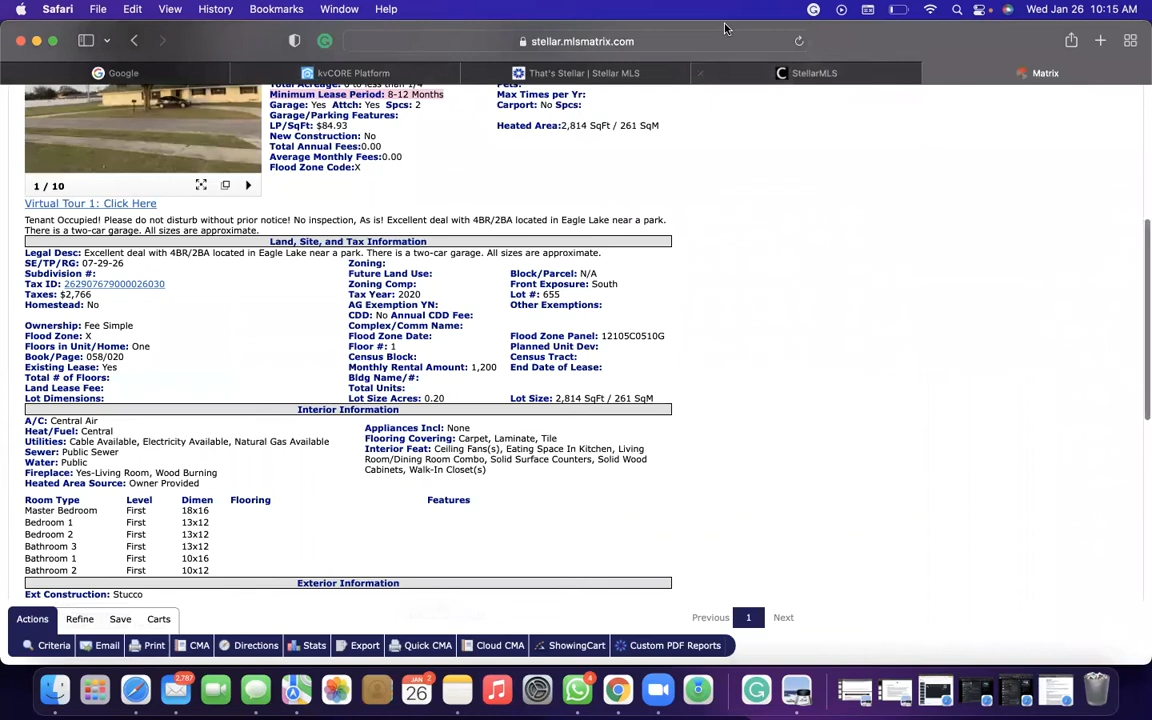 Safari File Edit View History Bookmarks Window Help Wed Jan 26 10:15 AM
stellar.mlsmatrix.com
Google kvCORE Platform That's Stellar | Stellar MLS StellarMLS Matrix
Minimum Lease Period: 8-12 Months
Garage: Yes Attch: Yes Spcs: 2
Garage/Parking Features:
LP/SqFt: $84.93
New Construction: No
Total Annual Fees:0.00
Average Monthly Fees:0.00
Flood Zone Code:X
Pets:
Max Times per Yr:
Carport: No Spcs:
Heated Area:2,814 SqFt / 261 SqM
1 / 10
Virtual Tour 1: Click Here
Tenant Occupied! Please do not disturb without prior notice! No inspection, As is! Excellent deal with 4BR/2BA located in Eagle Lake near a park.
There is a two-car garage. All sizes are approximate.
Land, Site, and Tax Information
Legal Desc: Excellent deal with 4BR/2BA located in Eagle Lake near a park. There is a two-car garage. All sizes are approximate.
SE/TP/RG: 07-29-26 Zoning:
Subdivision #: Future Land Use: Block/Parcel: N/A
Tax ID: 262907679000026030 Zoning Comp: Front Exposure: South
Taxes: $2,766 Tax Year: 2020 Lot #: 655
Homestead: No AG Exemption YN: Other Exemptions:
CDD: No Annual CDD Fee:
Ownership: Fee Simple Complex/Comm Name:
Flood Zone: X Flood Zone Date: Flood Zone Panel: 12105C0510G
Floors in Unit/Home: One Floor #: 1 Planned Unit Dev:
Book/Page: 058/020 Census Block: Census Tract:
Existing Lease: Yes Monthly Rental Amount: 1,200 End Date of Lease:
Total # of Floors: Bldg Name/#:
Land Lease Fee: Total Units:
Lot Dimensions: Lot Size Acres: 0.20 Lot Size: 2,814 SqFt / 261 SqM
Interior Information
A/C: Central Air
Heat/Fuel: Central
Utilities: Cable Available, Electricity Available, Natural Gas Available
Sewer: Public Sewer
Water: Public
Fireplace: Yes-Living Room, Wood Burning
Heated Area Source: Owner Provided
Appliances Incl: None
Flooring Covering: Carpet, Laminate, Tile
Interior Feat: Ceiling Fans(s), Eating Space In Kitchen, Living
Room/Dining Room Combo, Solid Surface Counters, Solid Wood
Cabinets, Walk-In Closet(s)
Room Type Level Dimen Flooring Features
Master Bedroom First 18x16
Bedroom 1 First 13x12
Bedroom 2 First 13x12
Bathroom 3 First 13x12
Bathroom 1 First 10x16
Bathroom 2 First 10x12
Exterior Information
Ext Construction: Stucco
Actions Refine Save Carts Previous 1 Next
Criteria Email Print CMA Directions Stats Export Quick CMA Cloud CMA ShowingCart Custom PDF Reports
2,787
JAN 2
26
4